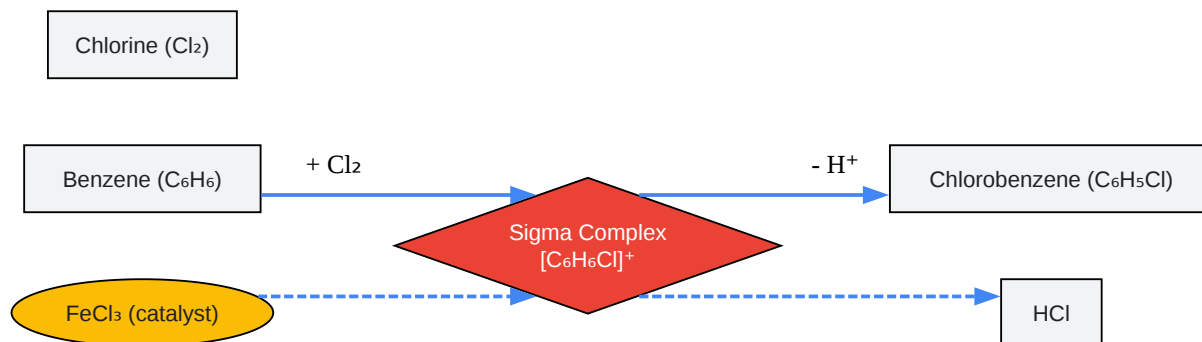 Chlorine (Cl₂)
Benzene (C₆H₆)
+ Cl₂
- H⁺
Chlorobenzene (C₆H₅Cl)
Sigma Complex
[C₆H₆Cl]⁺
FeCl₃ (catalyst)
HCl